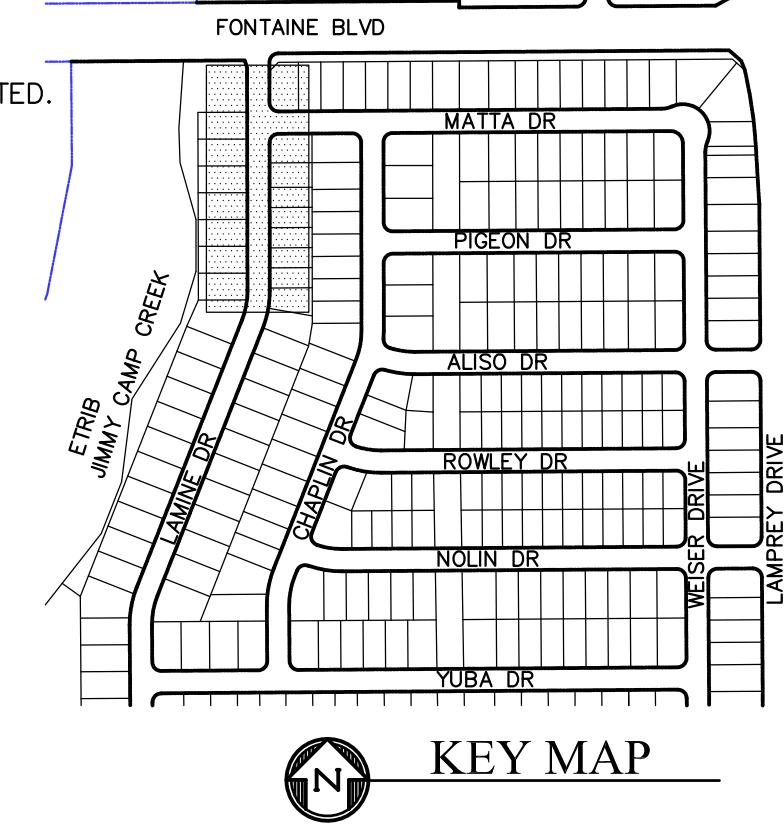 FONTAINE BLVD
TED.
MATTA DR
PIGEON DR
ETRIB
JIMMY CAMP CREEK
ALISO DR
LAMINE DR
CHAPLIN DR
ROWLEY DR
WEISER DRIVE
LAMPREY DRIVE
NOLIN DR
YUBA DR
N
KEY MAP